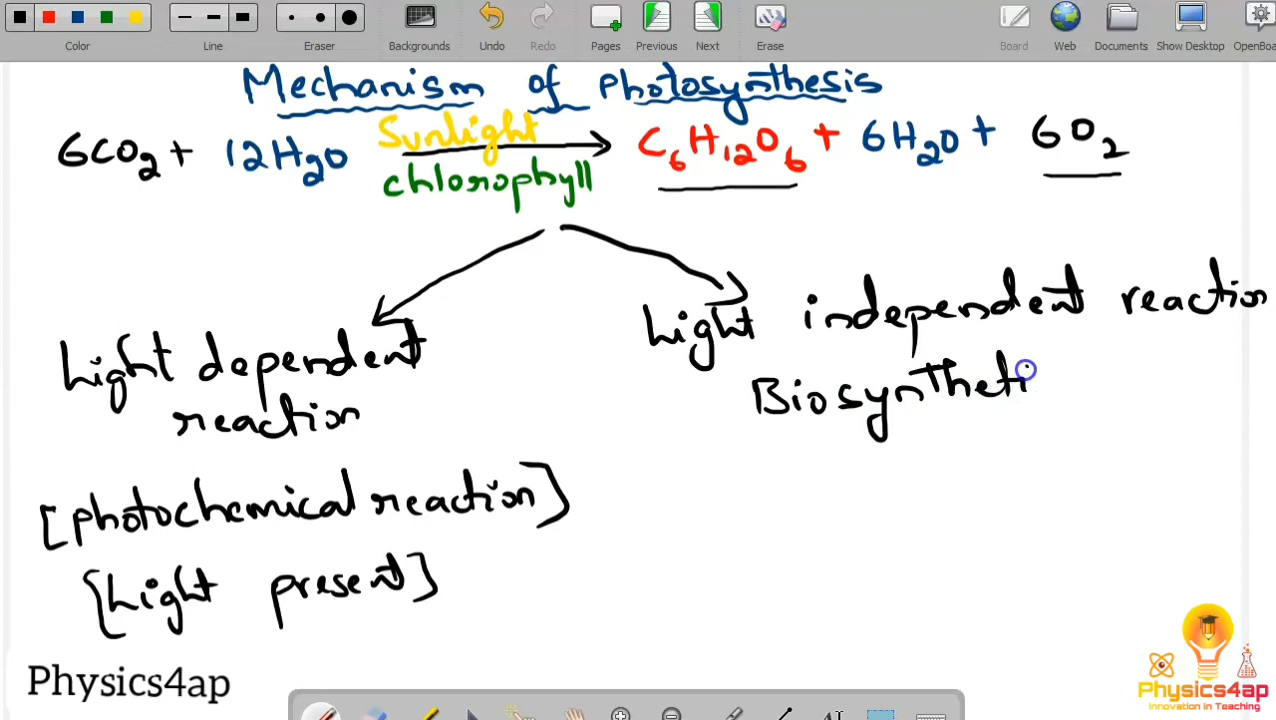 Color Line Eraser Backgrounds Undo Redo Pages Previous Next Erase Board Web Documents Show Desktop OpenBoa
Mechanism of Photosynthesis
6CO2 + 12H2O Sunlight chlorophyll → C6H12O6 + 6H2O + 6O2
Light dependent
reaction
[photochemical reaction]
{Light present}
Light independent reaction
Biosyntheti
Physics4ap
Physics4ap
Innovation in Teaching